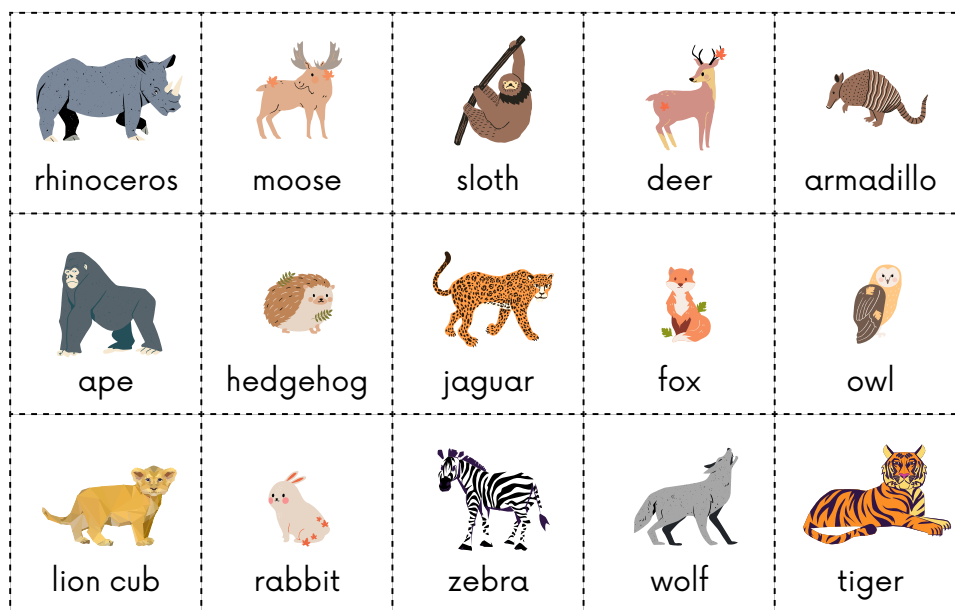 rhinoceros
moose
sloth
deer
armadillo
ape
hedgehog
jaguar
fox
owl
lion cub
rabbit
zebra
wolf
tiger